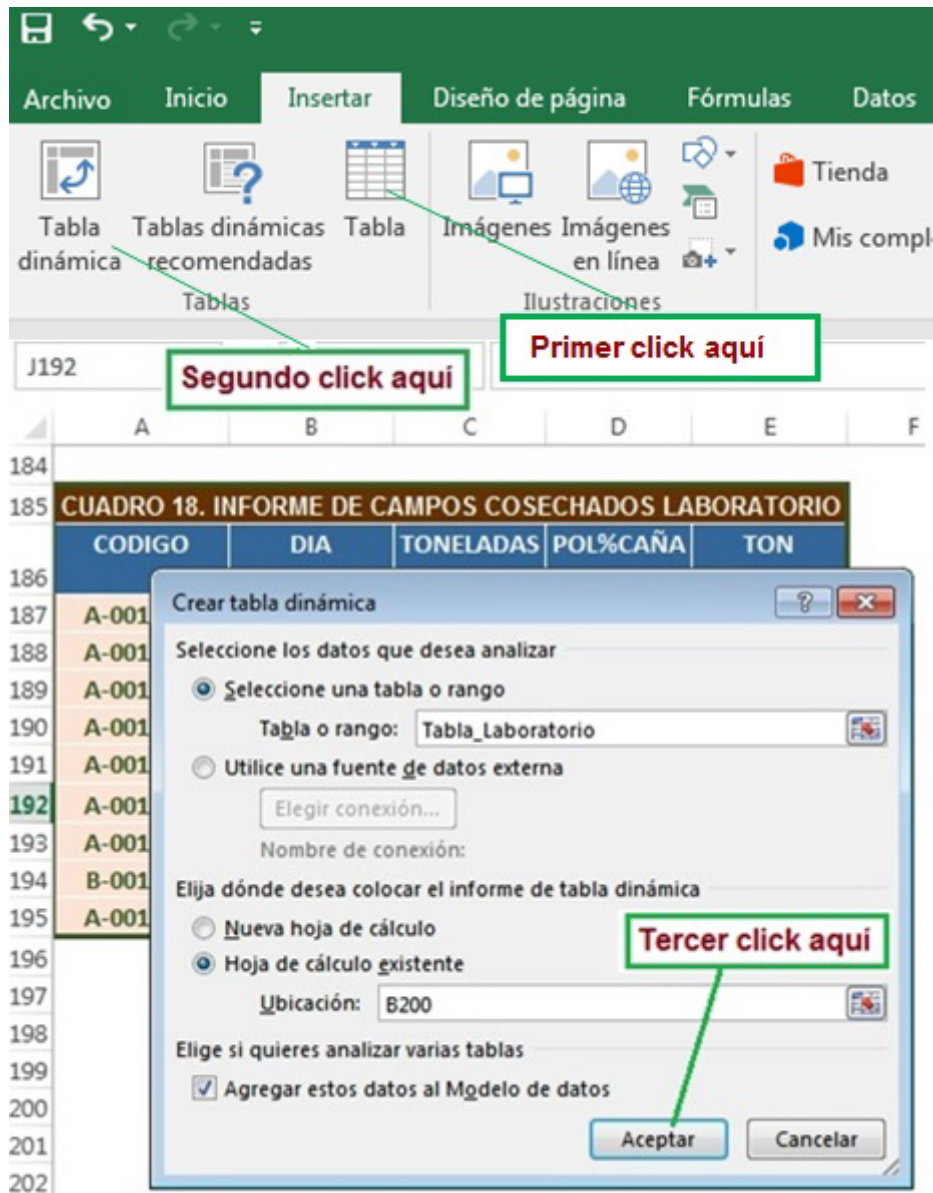 Archivo Inicio Insertar Diseño de página Fórmulas Datos
Tabla dinámica
Tablas dinámicas recomendadas
Tabla
Imágenes
Imágenes en línea
Tienda
Mis compl
Tablas
Ilustraciones
Primer click aquí
J192
Segundo click aquí
A B C D E F
184
185 CUADRO 18. INFORME DE CAMPOS COSECHADOS LABORATORIO
CODIGO DIA TONELADAS POL%CAÑA TON
186
187 A-001
188 A-001
189 A-001
190 A-001
191 A-001
192 A-001
193 A-001
194 B-001
195 A-001
196
197
198
199
200
201
202
Crear tabla dinámica
Seleccione los datos que desea analizar
Seleccione una tabla o rango
Tabla o rango: Tabla_Laboratorio
Utilice una fuente de datos externa
Elegir conexión...
Nombre de conexión:
Elija dónde desea colocar el informe de tabla dinámica
Nueva hoja de cálculo
Tercer click aquí
Hoja de cálculo existente
Ubicación: B200
Elige si quieres analizar varias tablas
Agregar estos datos al Modelo de datos
Aceptar Cancelar